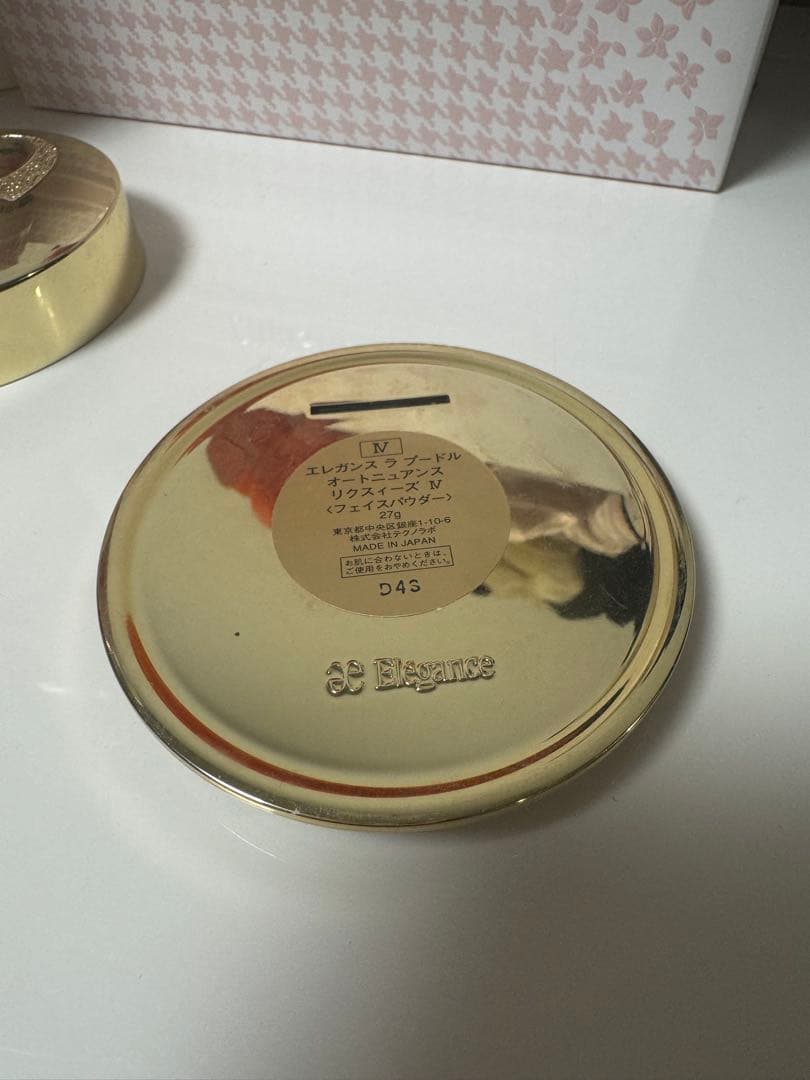 Ⅳ
エレガンス ラ プードル
オートニュアンス
リクスィーズ Ⅳ
〈フェイスパウダー〉
27g
東京都中央区銀座1-10-6
株式会社テクノラボ
MADE IN JAPAN
お肌に合わないときは、
ご使用をおやめください。
D4S
æ Elegance